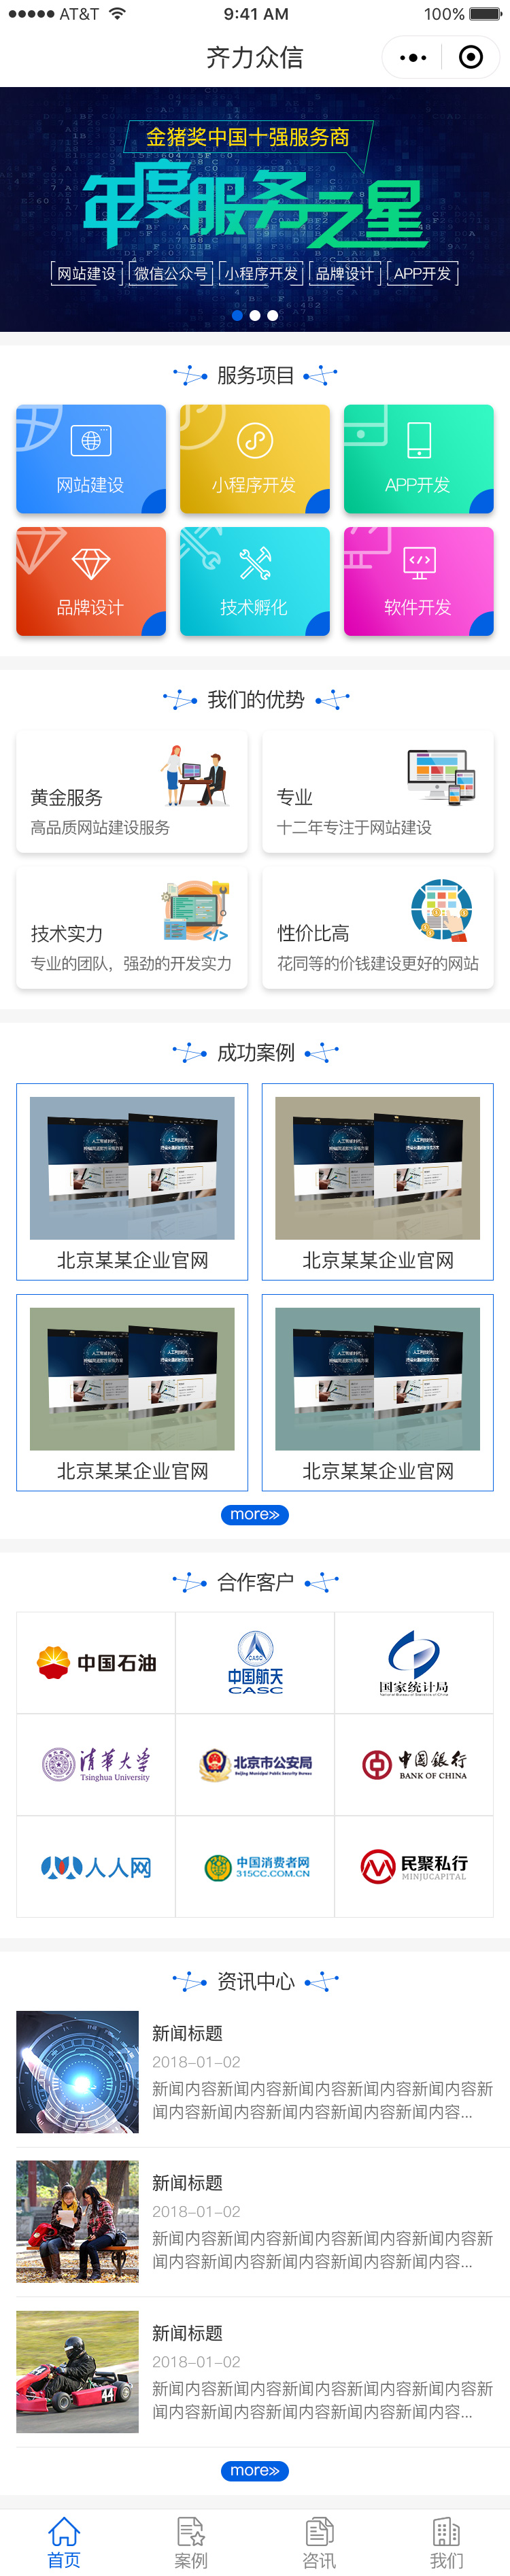 AT&T
9:41 AM
100%
齐力众信
金猪奖中国十强服务商
年度服务之星
网站建设 微信公众号 小程序开发 品牌设计 APP开发
服务项目
网站建设 小程序开发 APP开发
品牌设计 技术孵化 软件开发
我们的优势
黄金服务
高品质网站建设服务
专业
十二年专注于网站建设
技术实力
专业的团队，强劲的开发实力
性价比高
花同等的价钱建设更好的网站
成功案例
北京某某企业官网
北京某某企业官网
北京某某企业官网
北京某某企业官网
more»
合作客户
中国石油
CASC
中国航天
CASC
国家统计局
National Bureau of Statistics of China
清华大学
Tsinghua University
北京市公安局
Beijing Municipal Public Security Bureau
中国银行
BANK OF CHINA
人人网
中国消费者网
315CC.COM.CN
民聚私行
MINJUCAPITAL
资讯中心
新闻标题
2018-01-02
新闻内容新闻内容新闻内容新闻内容新闻内容新
闻内容新闻内容新闻内容新闻内容新闻内容...
新闻标题
2018-01-02
新闻内容新闻内容新闻内容新闻内容新闻内容新
闻内容新闻内容新闻内容新闻内容新闻内容...
44
新闻标题
2018-01-02
新闻内容新闻内容新闻内容新闻内容新闻内容新
闻内容新闻内容新闻内容新闻内容新闻内容...
more»
首页 案例 咨讯 我们